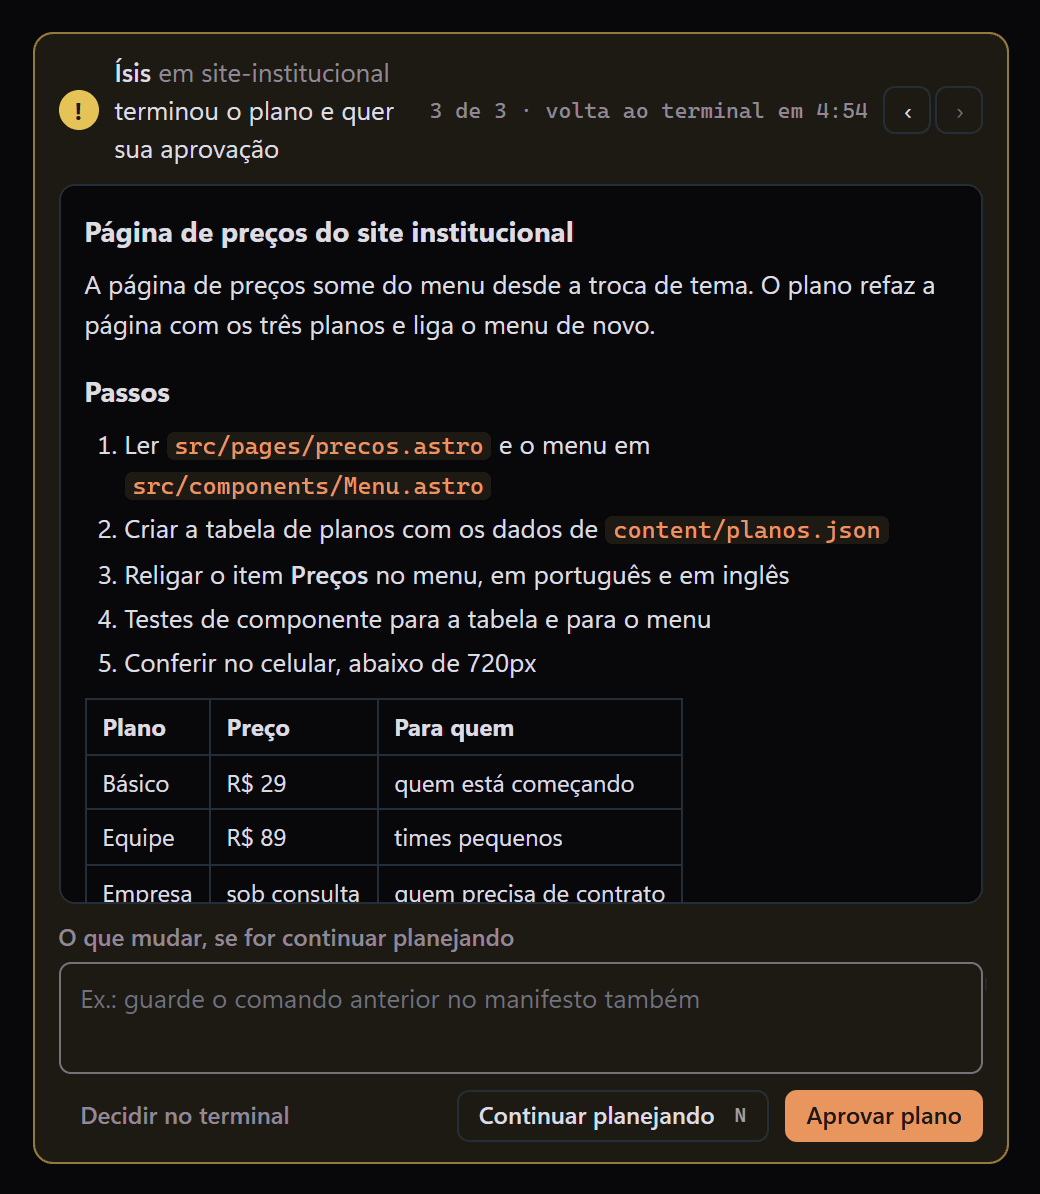 Ísis em site-institucional
terminou o plano e quer
sua aprovação
!
3 de 3 · volta ao terminal em 4:54
‹
›
Página de preços do site institucional
A página de preços some do menu desde a troca de tema. O plano refaz a
página com os três planos e liga o menu de novo.
Passos
1. Ler src/pages/precos.astro e o menu em
src/components/Menu.astro
2. Criar a tabela de planos com os dados de content/planos.json
3. Religar o item Preços no menu, em português e em inglês
4. Testes de componente para a tabela e para o menu
5. Conferir no celular, abaixo de 720px
Plano Preço Para quem
Básico R$ 29 quem está começando
Equipe R$ 89 times pequenos
Empresa sob consulta quem precisa de contrato
O que mudar, se for continuar planejando
Ex.: guarde o comando anterior no manifesto também
Decidir no terminal Continuar planejando N Aprovar plano